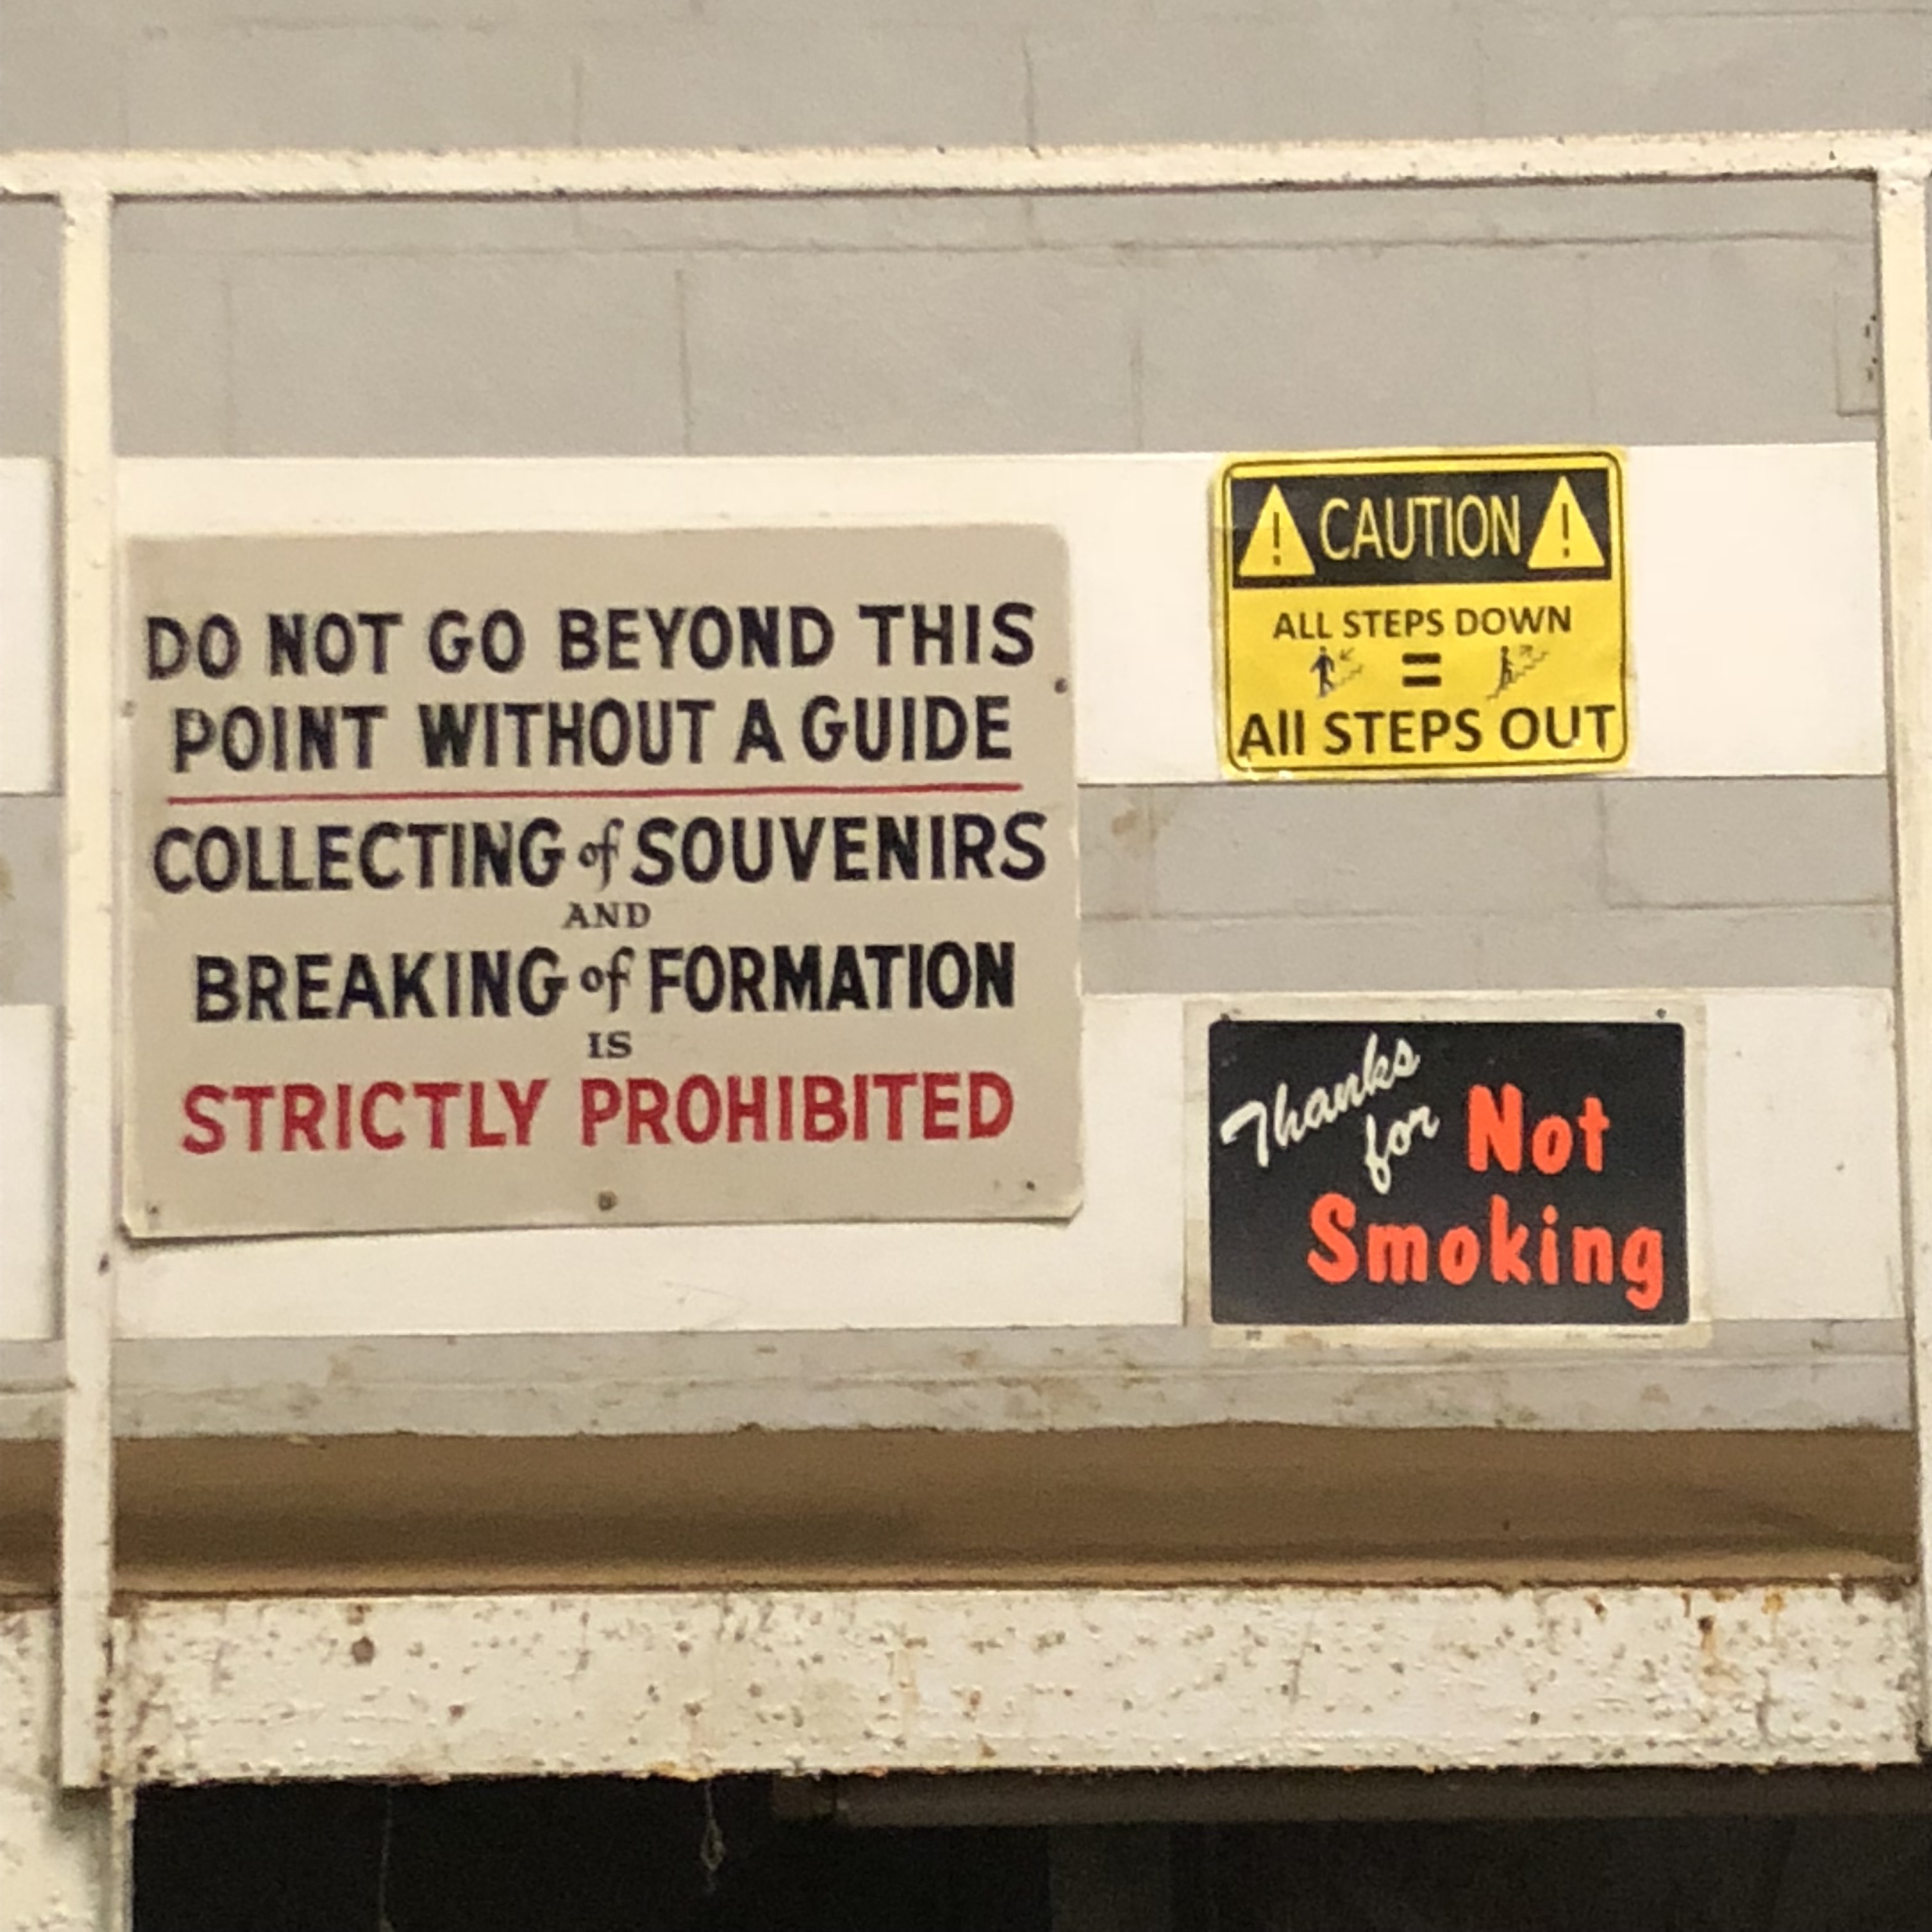 DO NOT GO BEYOND THIS
POINT WITHOUT A GUIDE
COLLECTING of SOUVENIRS
AND
BREAKING of FORMATION
IS
STRICTLY PROHIBITED
! CAUTION !
ALL STEPS DOWN
=
All STEPS OUT
Thanks
for Not
Smoking